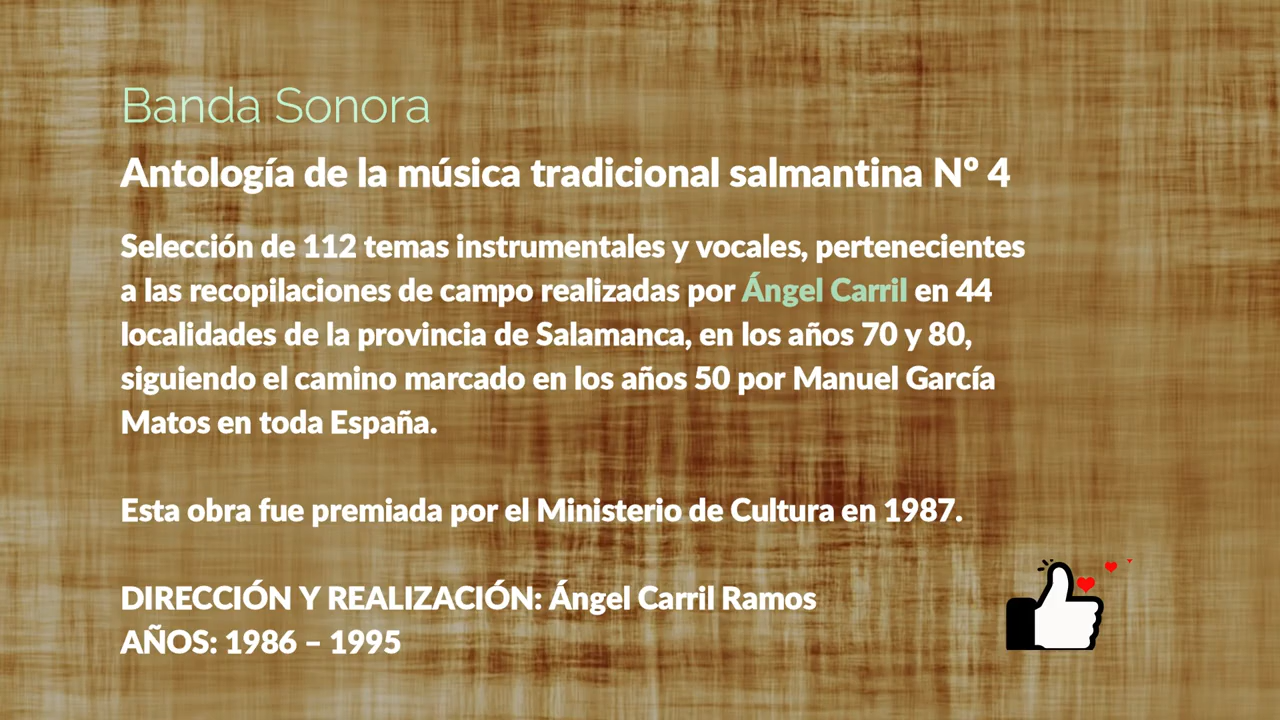 Banda Sonora
Antología de la música tradicional salmantina Nº 4
Selección de 112 temas instrumentales y vocales, pertenecientes
a las recopilaciones de campo realizadas por Ángel Carril en 44
localidades de la provincia de Salamanca, en los años 70 y 80,
siguiendo el camino marcado en los años 50 por Manuel García
Matos en toda España.
Esta obra fue premiada por el Ministerio de Cultura en 1987.
DIRECCIÓN Y REALIZACIÓN: Ángel Carril Ramos
AÑOS: 1986 – 1995